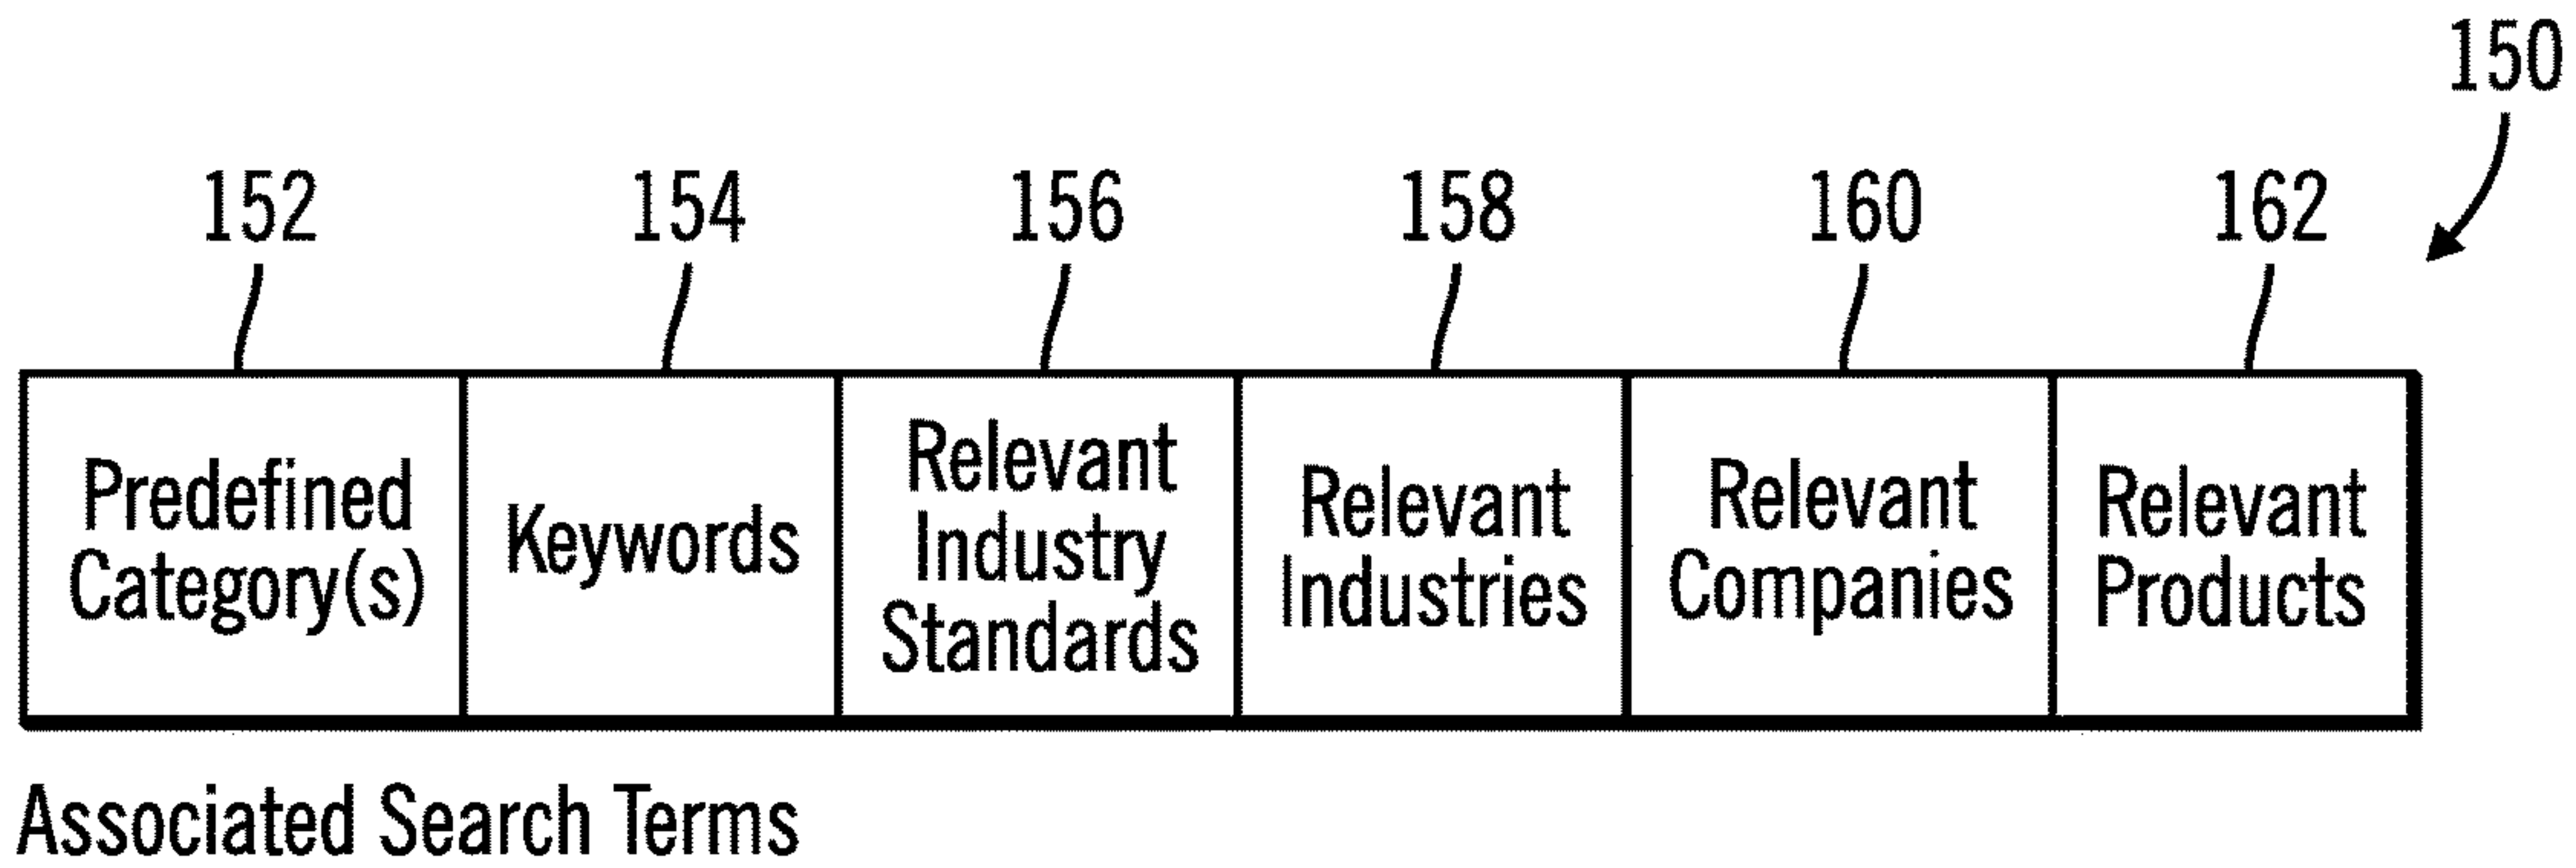 150
152
154
156
158
160
162
Predefined
Category(s)
Keywords
Relevant
Industry
Standards
Relevant
Industries
Relevant
Companies
Relevant
Products
Associated Search Terms